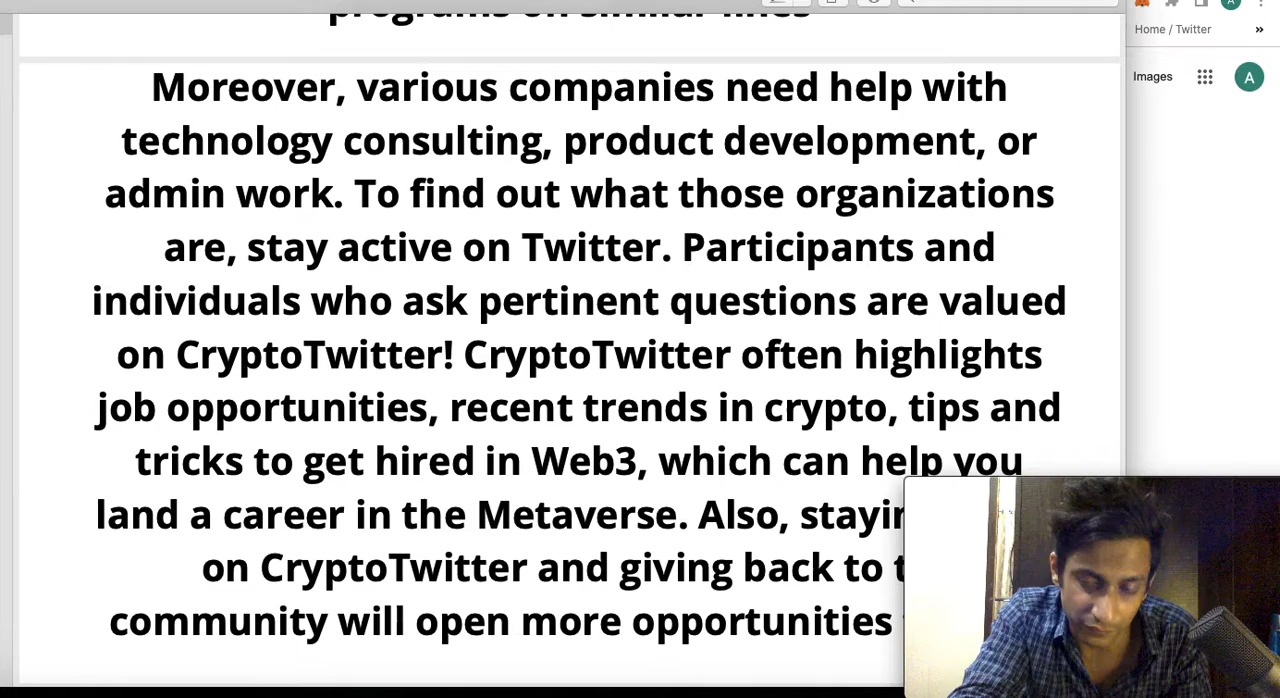 programs on similar lines
Home / Twitter
»
Images
A
A
Moreover, various companies need help with
technology consulting, product development, or
admin work. To find out what those organizations
are, stay active on Twitter. Participants and
individuals who ask pertinent questions are valued
on CryptoTwitter! CryptoTwitter often highlights
job opportunities, recent trends in crypto, tips and
tricks to get hired in Web3, which can help you
land a career in the Metaverse. Also,
on CryptoTwitter and giving back to
community will open more opportunities